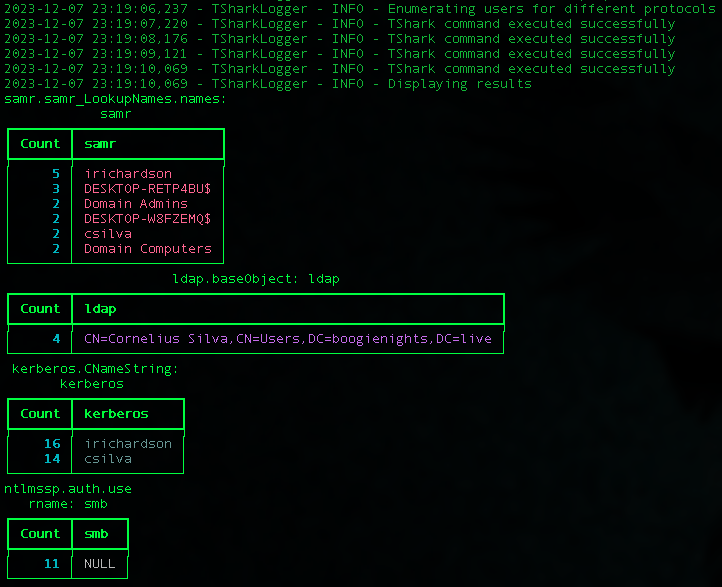 2023-12-07 23:19:06,237 - TSharkLogger - INFO - Enumerating users for different protocols
2023-12-07 23:19:07,220 - TSharkLogger - INFO - TShark command executed successfully
2023-12-07 23:19:08,176 - TSharkLogger - INFO - TShark command executed successfully
2023-12-07 23:19:09,121 - TSharkLogger - INFO - TShark command executed successfully
2023-12-07 23:19:10,069 - TSharkLogger - INFO - TShark command executed successfully
2023-12-07 23:19:10,069 - TSharkLogger - INFO - Displaying results
samr.samr_LookupNames.names:
samr
Count samr
5 irichardson
3 DESKTOP-RETP4BU$
2 Domain Admins
2 DESKTOP-W8FZEMQ$
2 csilva
2 Domain Computers
ldap.baseObject: ldap
Count ldap
4 CN=Cornelius Silva,CN=Users,DC=boogienights,DC=live
kerberos.CNameString:
kerberos
Count kerberos
16 irichardson
14 csilva
ntlmssp.auth.use
rname: smb
Count smb
11 NULL